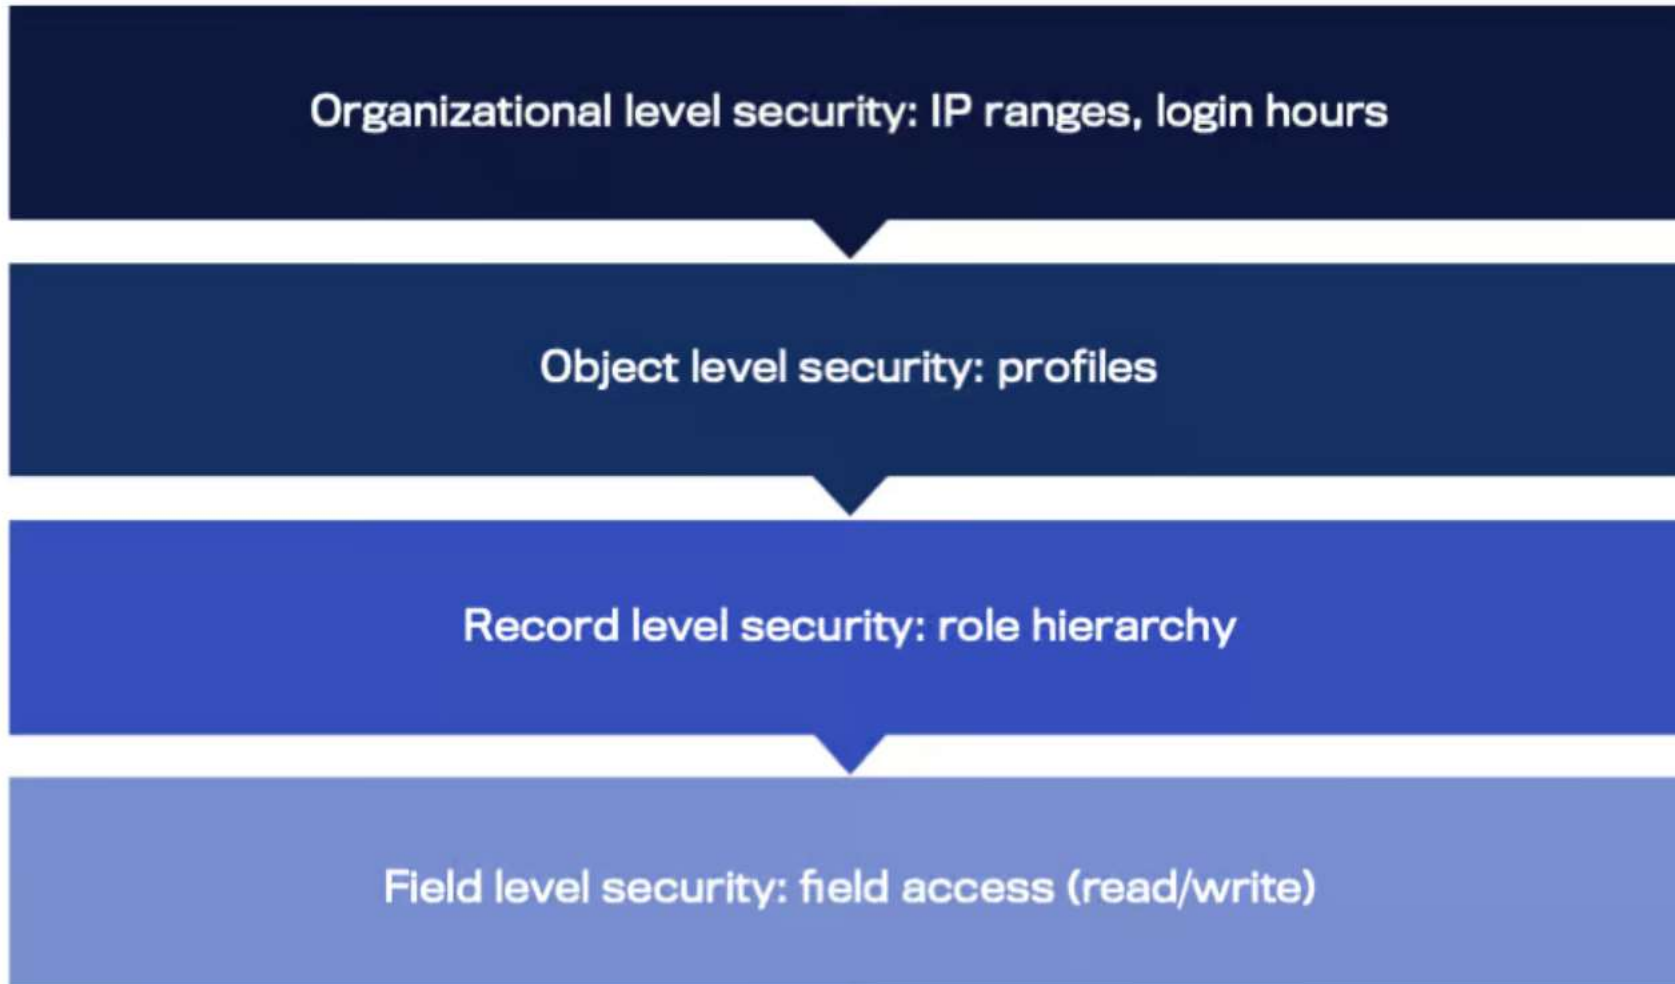 Organizational level security: IP ranges, login hours
Object level security: profiles
Record level security: role hierarchy
Field level security: field access (read/write)